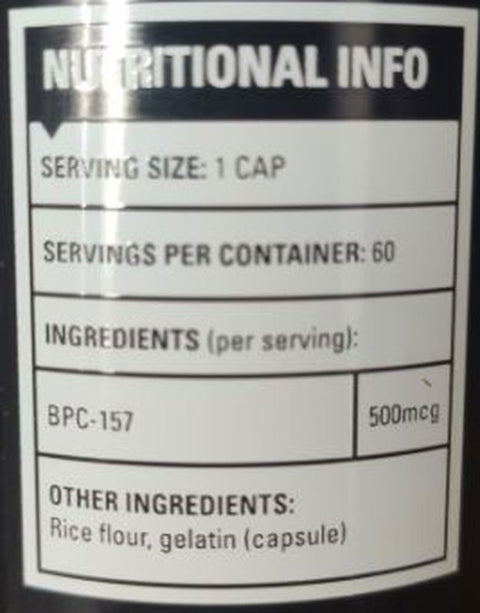 NUTRITIONAL INFO
SERVING SIZE: 1 CAP
SERVINGS PER CONTAINER: 60
INGREDIENTS (per serving):
BPC-157 500mcg
OTHER INGREDIENTS:
Rice flour, gelatin (capsule)